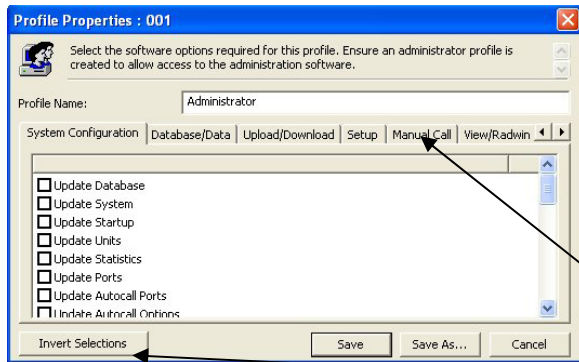 Profile Properties : 001
Select the software options required for this profile. Ensure an administrator profile is
created to allow access to the administration software.
Profile Name: Administrator
System Configuration Database/Data Upload/Download Setup Manual Call View/Radwin
Update Database
Update System
Update Startup
Update Units
Update Statistics
Update Ports
Update Autocall Ports
Update Autocall Options
Invert Selections Save Save As... Cancel